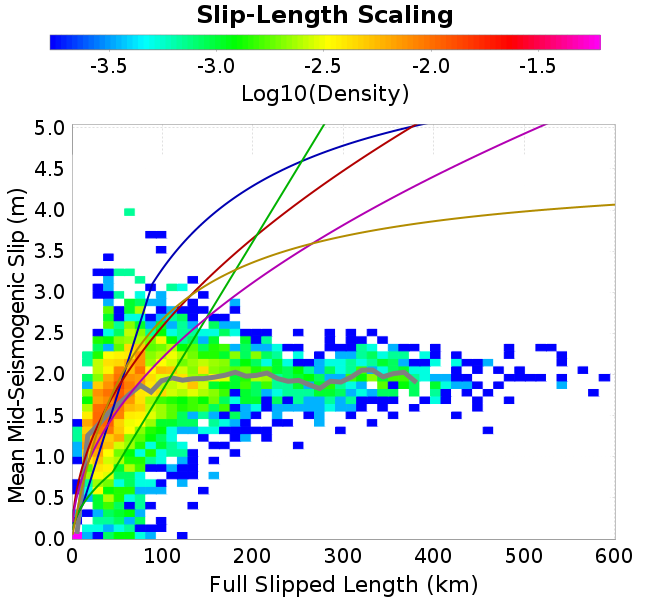 Slip-Length Scaling
-3.5 -3.0 -2.5 -2.0 -1.5
Log10(Density)
5.0
4.5
4.0
3.5
3.0
2.5
2.0
1.5
1.0
0.5
0.0
Mean Mid-Seismogenic Slip (m)
0 100 200 300 400 500 600
Full Slipped Length (km)